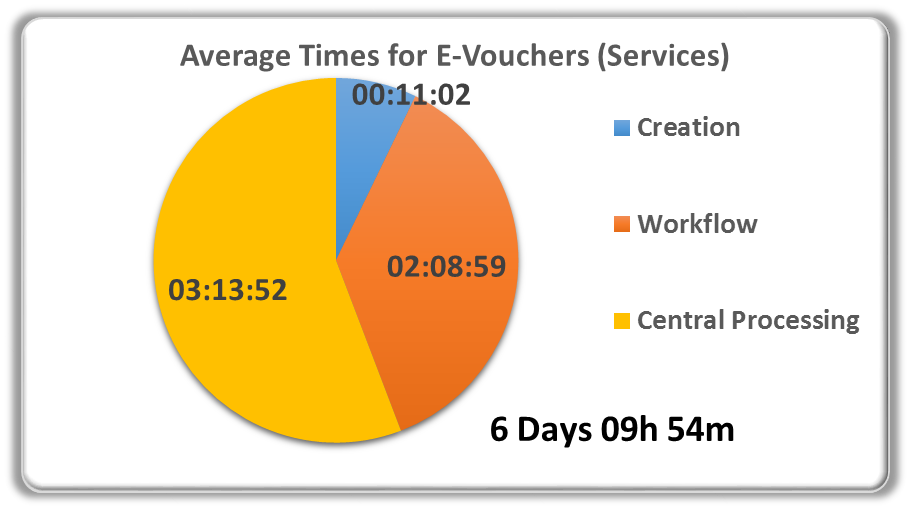 Average Times for E-Vouchers (Services)
00:11:02
Creation
Workflow
02:08:59
03:13:52
Central Processing
6 Days 09h 54m